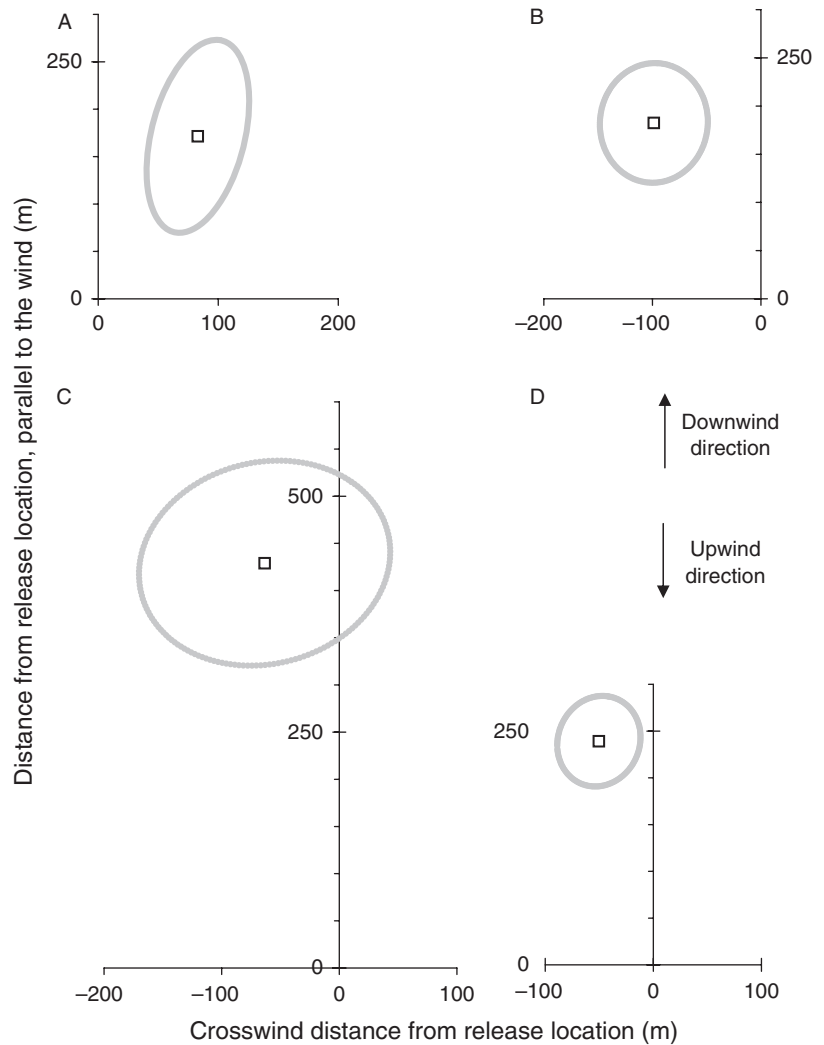 A
B
250
0
0
100
200
250
0
–200
–100
0
C
D
Downwind
direction
Upwind
direction
500
250
0
–200
–100
0
100
250
0
–100
0
100
Distance from release location, parallel to the wind (m)
Crosswind distance from release location (m)